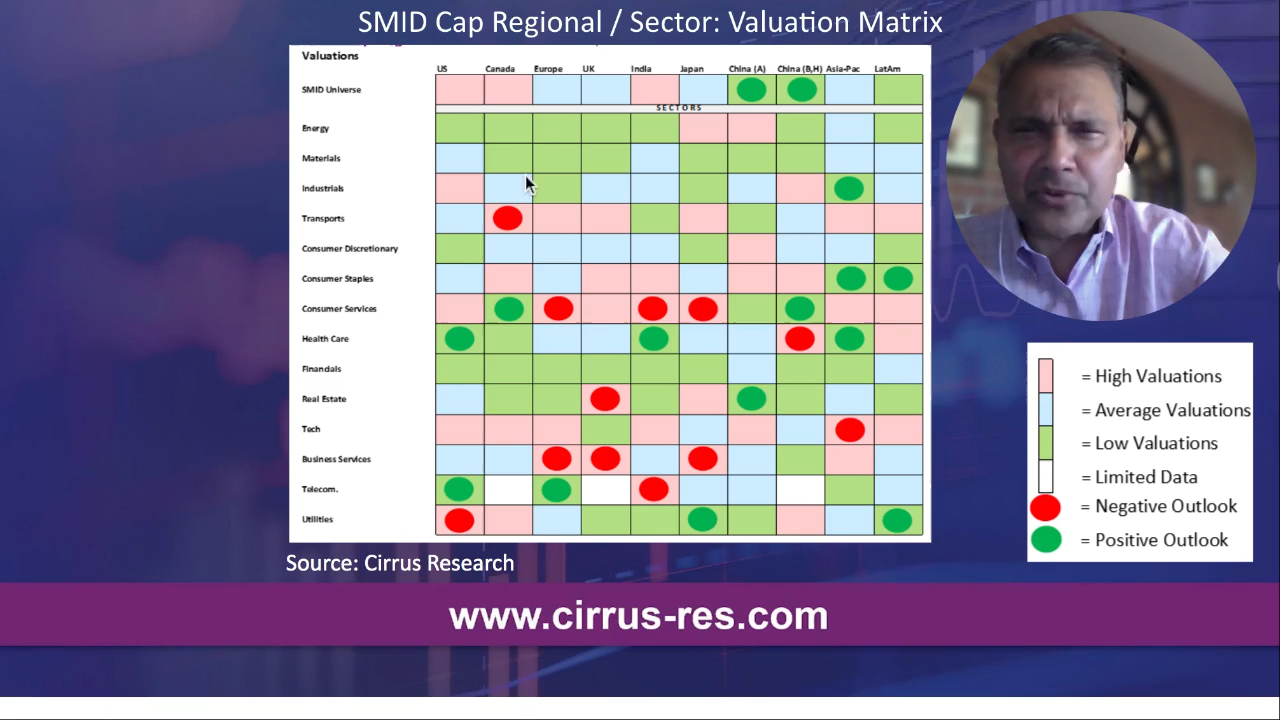 SMID Cap Regional / Sector: Valuation Matrix
Valuations
US Canada Europe UK India Japan China (A) China (B,H) Asia-Pac LatAm
SMID Universe
SECTORS
Energy
Materials
Industrials
Transports
Consumer Discretionary
Consumer Staples
Consumer Services
Health Care
Financials
Real Estate
Tech
Business Services
Telecom.
Utilities
= High Valuations
= Average Valuations
= Low Valuations
= Limited Data
= Negative Outlook
= Positive Outlook
Source: Cirrus Research
www.cirrus-res.com